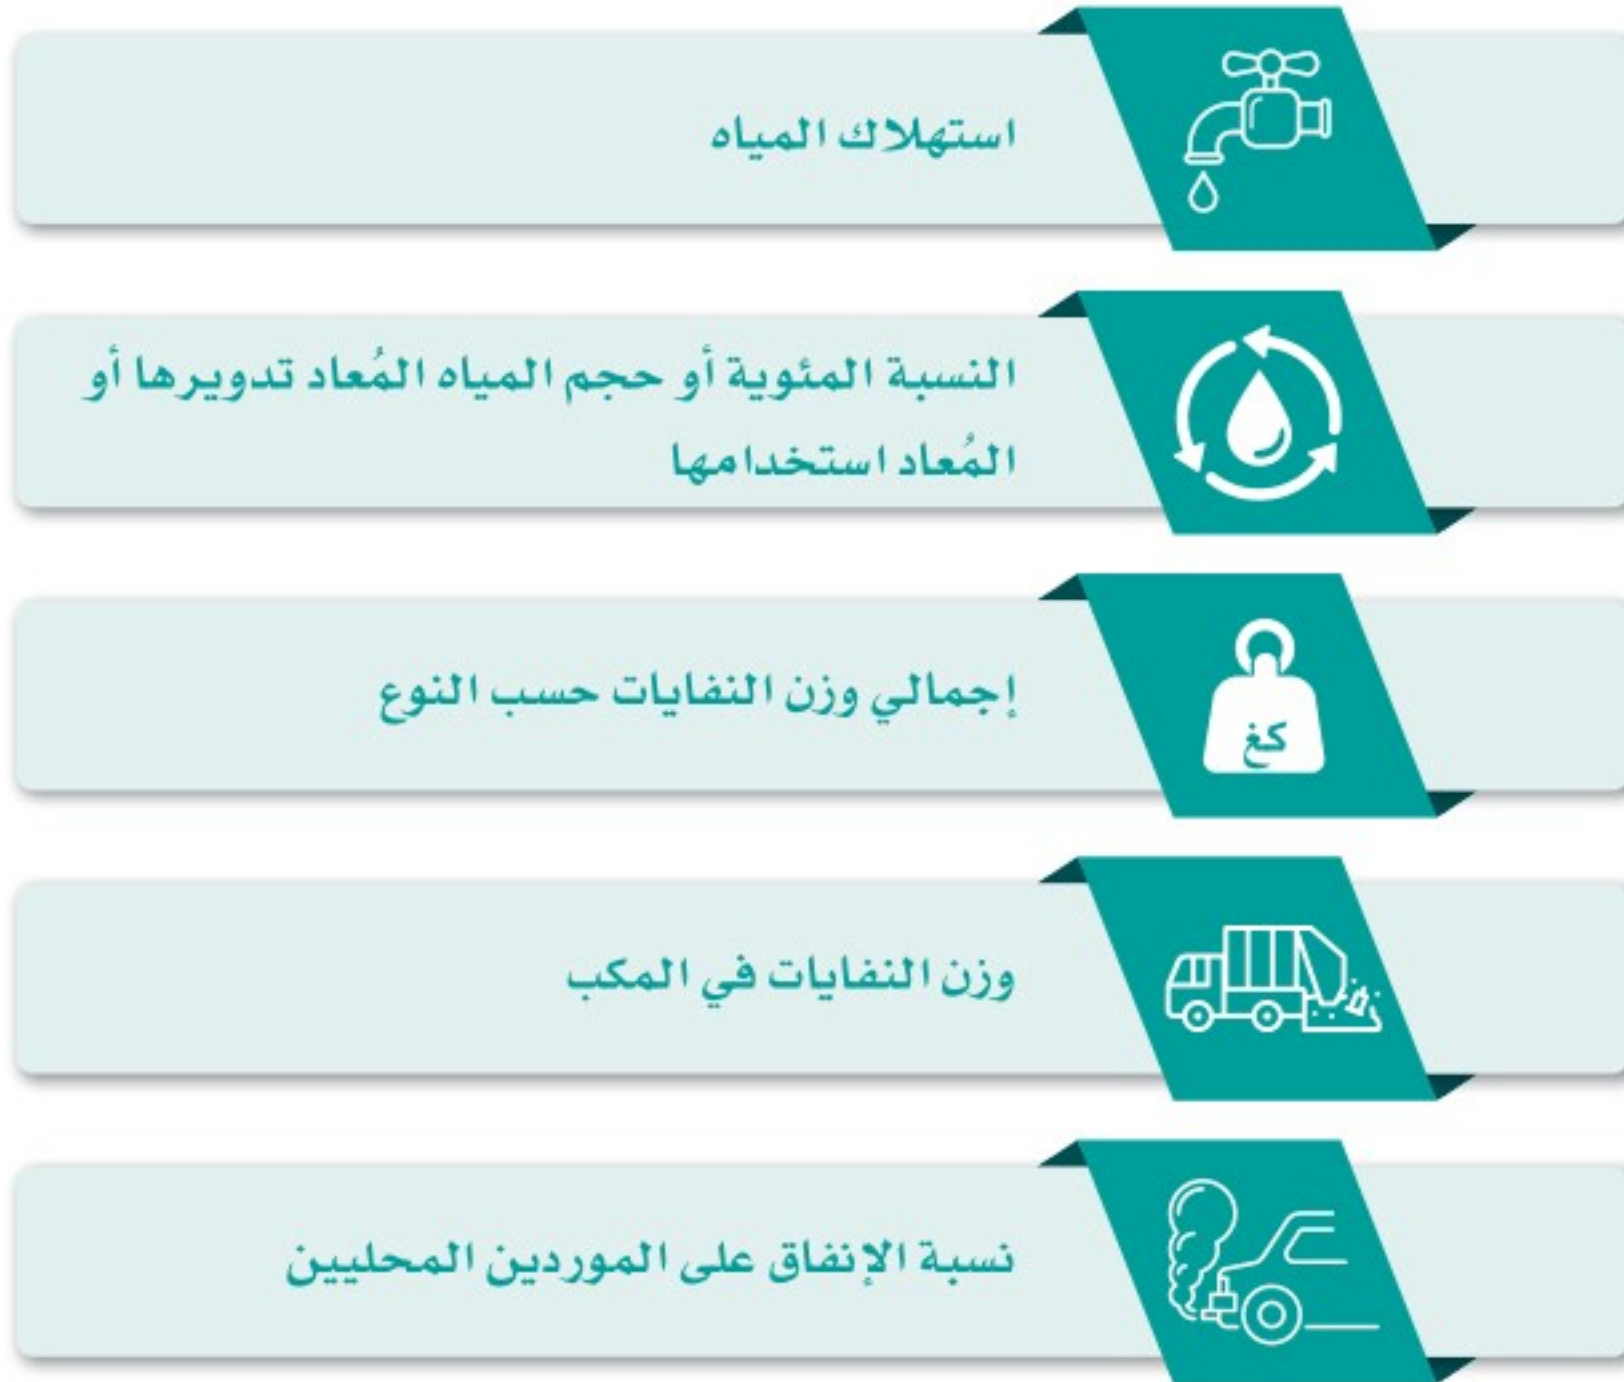 استهلاك المياه
النسبة المئوية أو حجم المياه المُعاد تدويرها أو
المُعاد استخدامها
إجمالي وزن النفايات حسب النوع
كغ
وزن النفايات في المكب
نسبة الإنفاق على الموردين المحليين